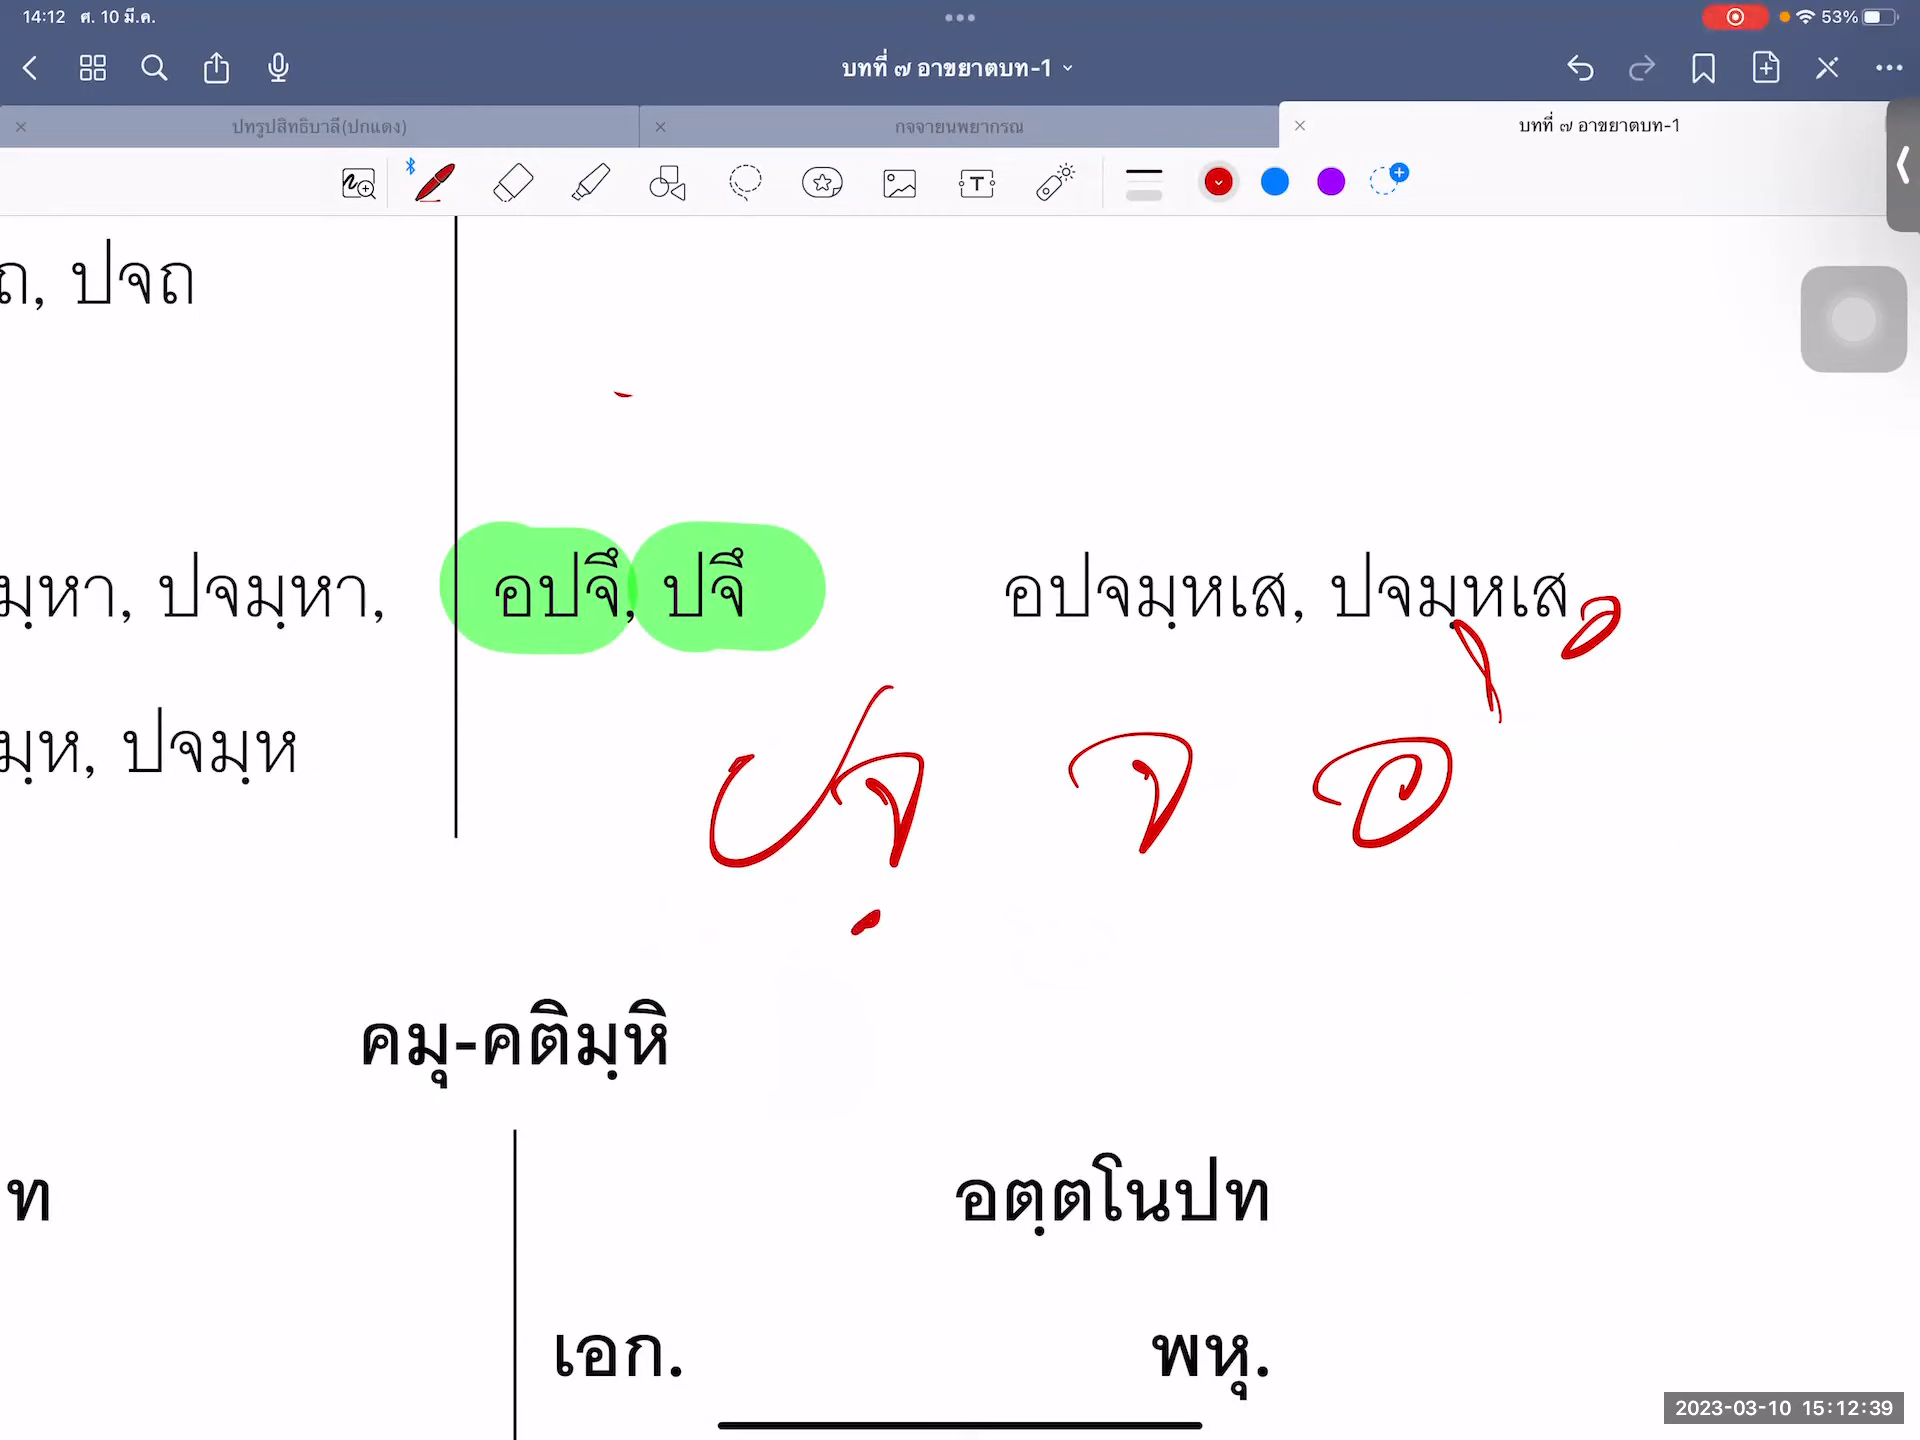 14:12 ศ. 10 มี.ค. 53%
บทที่ ๗ อาขยาตบท-1
ปทรูปสิทธิบาลี(ปกแดง) กจจายนพยากรณ บทที่ ๗ อาขยาตบท-1
ถ, ปจถ
มฺหา, ปจมฺหา, อปจึ, ปจึ อปจมฺหเส, ปจมฺหเส
มฺห, ปจมฺห
ปจฺ จ อ
คมุ-คติมฺหิ
ท อตฺตโนปท
เอก. พหุ.
2023-03-10 15:12:39